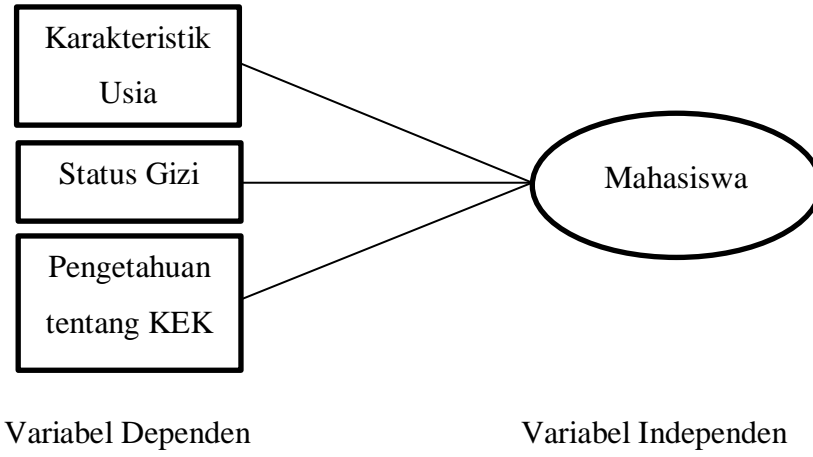 Karakteristik
Usia
Status Gizi
Mahasiswa
Pengetahuan
tentang KEK
Variabel Dependen
Variabel Independen